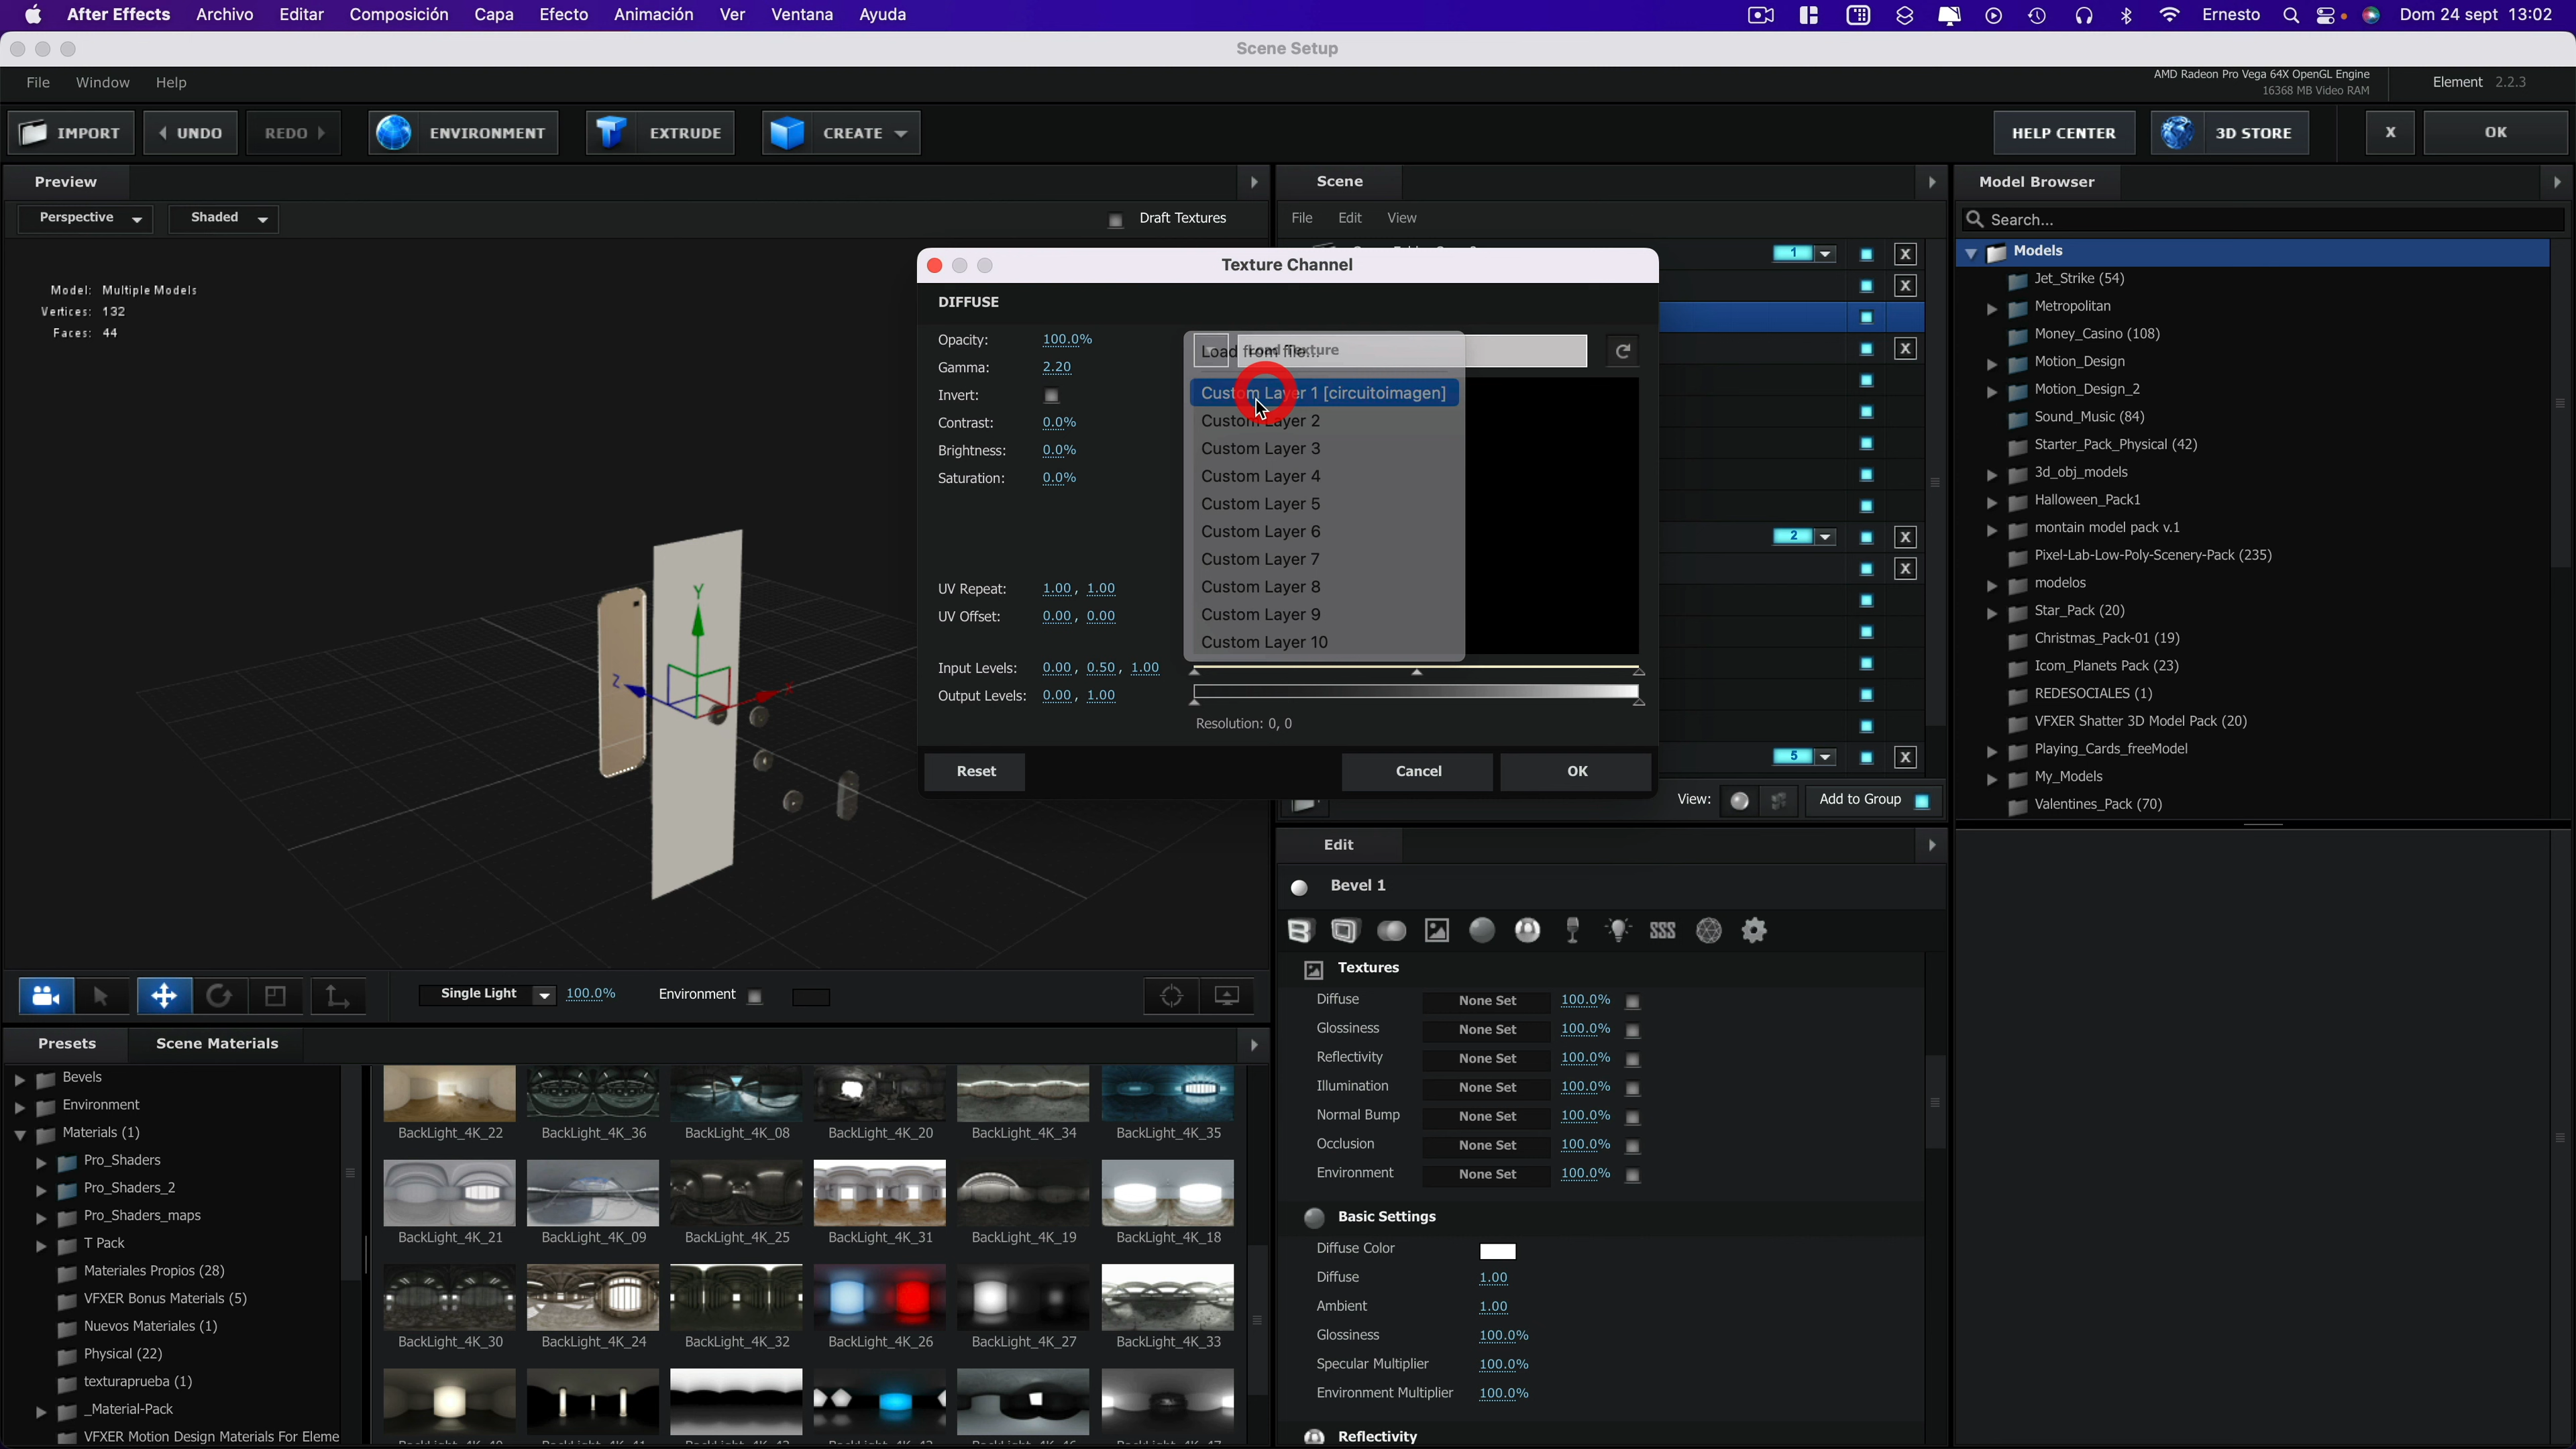 After Effects Archivo Editar Composición Capa Efecto Animación Ver Ventana Ayuda Ernesto Dom 24 sept 13:02
Scene Setup
File Window Help
AMD Radeon Pro Vega 64X OpenGL Engine
16368 MB Video RAM
Element 2.2.3
IMPORT UNDO REDO ENVIRONMENT EXTRUDE CREATE HELP CENTER 3D STORE X OK
Preview
Perspective Shaded Draft Textures
Model: Multiple Models
Vertices: 132
Faces: 44
Y
Z
X
Scene
File Edit View
1 X
X
X
2 X
X
5 X
View: Add to Group
Texture Channel
DIFFUSE
Opacity: 100.0%
Gamma: 2.20
Invert:
Contrast: 0.0%
Brightness: 0.0%
Saturation: 0.0%
UV Repeat: 1.00, 1.00
UV Offset: 0.00, 0.00
Input Levels: 0.00, 0.50, 1.00
Output Levels: 0.00, 1.00
Load from file...
Load Texture
Custom Layer 1 [circuitoimagen]
Custom Layer 2
Custom Layer 3
Custom Layer 4
Custom Layer 5
Custom Layer 6
Custom Layer 7
Custom Layer 8
Custom Layer 9
Custom Layer 10
Resolution: 0, 0
Reset Cancel OK
Model Browser
Search...
Models
Jet_Strike (54)
Metropolitan
Money_Casino (108)
Motion_Design
Motion_Design_2
Sound_Music (84)
Starter_Pack_Physical (42)
3d_obj_models
Halloween_Pack1
montain model pack v.1
Pixel-Lab-Low-Poly-Scenery-Pack (235)
modelos
Star_Pack (20)
Christmas_Pack-01 (19)
Icom_Planets Pack (23)
REDESOCIALES (1)
VFXER Shatter 3D Model Pack (20)
Playing_Cards_freeModel
My_Models
Valentines_Pack (70)
Edit
Bevel 1
Textures
Diffuse None Set 100.0%
Glossiness None Set 100.0%
Reflectivity None Set 100.0%
Illumination None Set 100.0%
Normal Bump None Set 100.0%
Occlusion None Set 100.0%
Environment None Set 100.0%
Basic Settings
Diffuse Color
Diffuse 1.00
Ambient 1.00
Glossiness 100.0%
Specular Multiplier 100.0%
Environment Multiplier 100.0%
Reflectivity
Single Light 100.0% Environment
Presets Scene Materials
Bevels
Environment
Materials (1)
Pro_Shaders
Pro_Shaders_2
Pro_Shaders_maps
T Pack
Materiales Propios (28)
VFXER Bonus Materials (5)
Nuevos Materiales (1)
Physical (22)
texturaprueba (1)
_Material-Pack
VFXER Motion Design Materials For Eleme
BackLight_4K_22 BackLight_4K_36 BackLight_4K_08 BackLight_4K_20 BackLight_4K_34 BackLight_4K_35
BackLight_4K_21 BackLight_4K_09 BackLight_4K_25 BackLight_4K_31 BackLight_4K_19 BackLight_4K_18
BackLight_4K_30 BackLight_4K_24 BackLight_4K_32 BackLight_4K_26 BackLight_4K_27 BackLight_4K_33